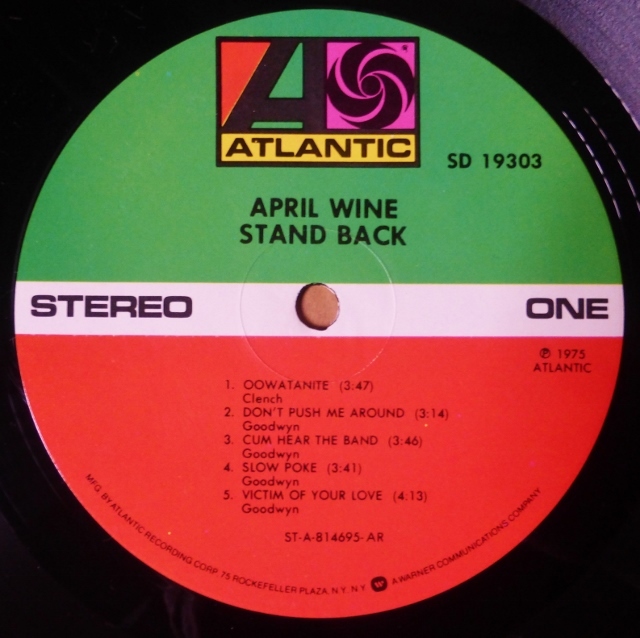 ATLANTIC
SD 19303
APRIL WINE
STAND BACK
STEREO
ONE
℗ 1975
ATLANTIC
1. OOWATANITE (3:47)
Clench
2. DON'T PUSH ME AROUND (3:14)
Goodwyn
3. CUM HEAR THE BAND (3:46)
Goodwyn
4. SLOW POKE (3:41)
Goodwyn
5. VICTIM OF YOUR LOVE (4:13)
Goodwyn
ST-A-814695-AR
MFG. BY ATLANTIC RECORDING CORP. 75 ROCKEFELLER PLAZA, N.Y. N.Y. W A WARNER COMMUNICATIONS COMPANY